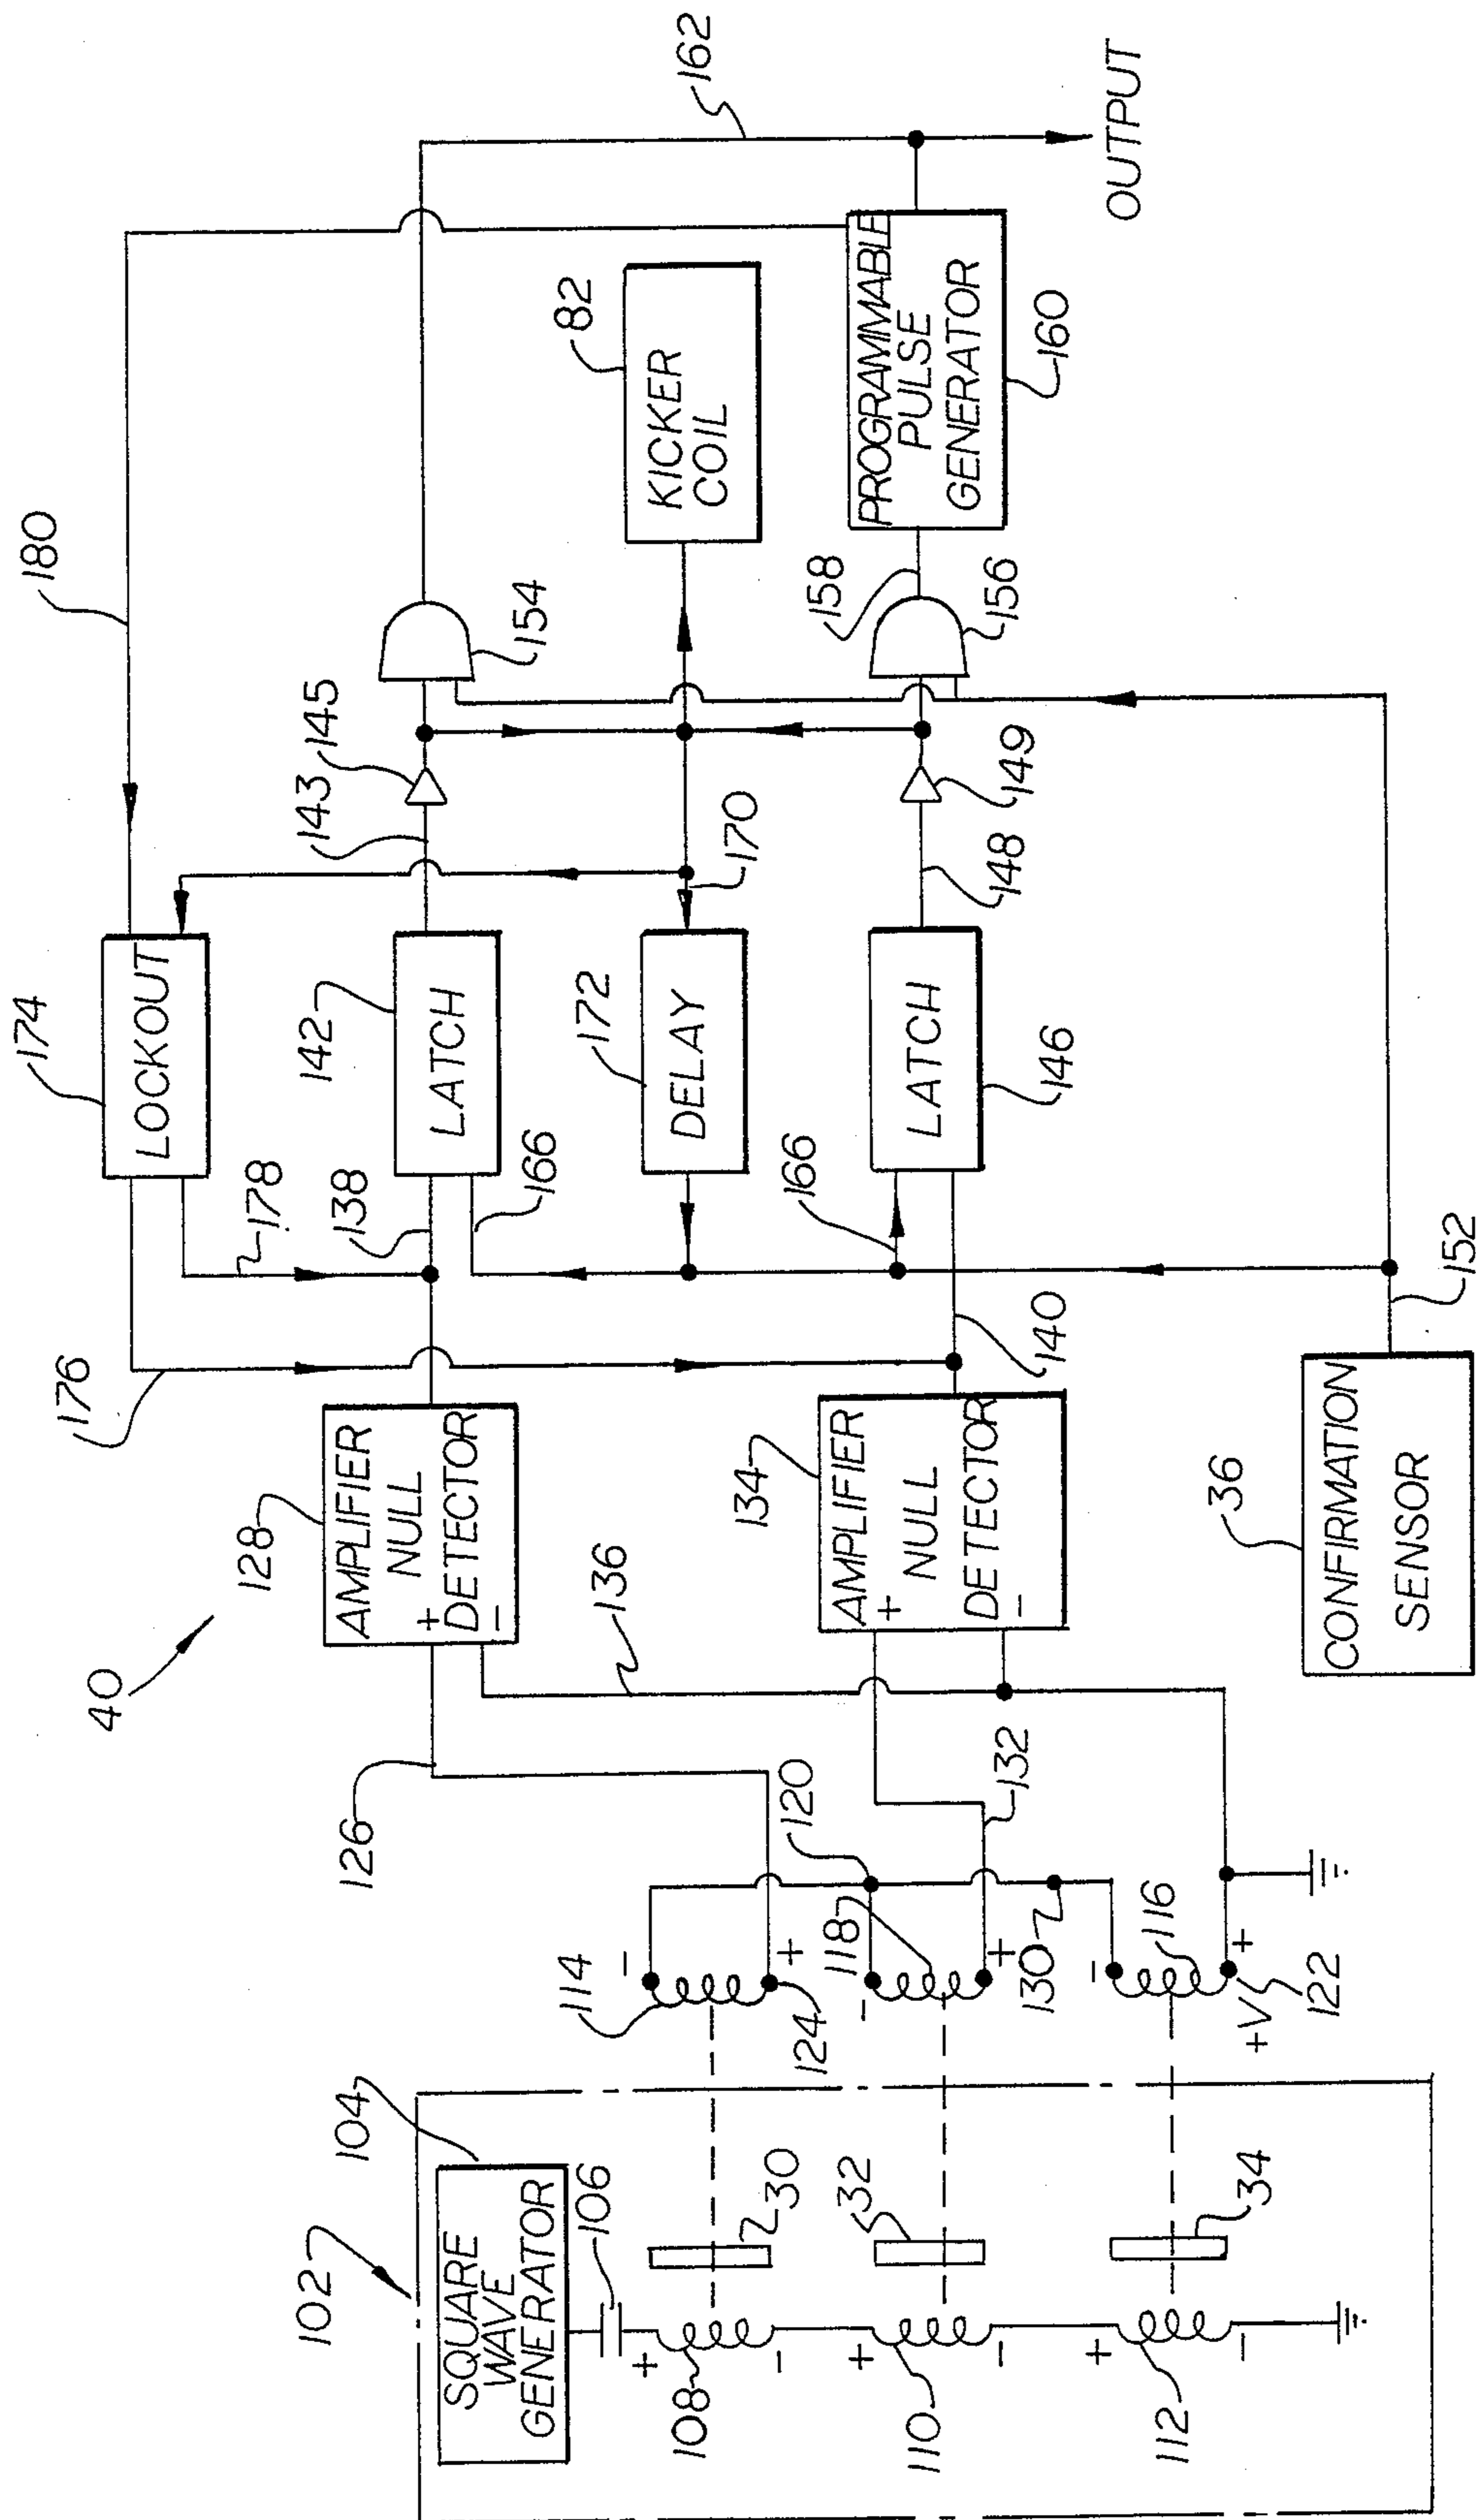 40
102
SQUARE
WAVE
GENERATOR
104
106
108
+
-
110
+
-
112
+
-
30
32
34
114
-
+
124
118
-
+
120
130
132
116
-
+
+V
122
126
136
128
AMPLIFIER
NULL
+
DETECTOR
-
134
AMPLIFIER
+
NULL
DETECTOR
-
36
CONFIRMATION
SENSOR
152
176
178
138
140
166
166
174
LOCKOUT
142
LATCH
172
DELAY
146
LATCH
170
143
145
148
149
180
154
156
158
82
KICKER
COIL
PROGRAMMABLE
PULSE
GENERATOR
160
162
OUTPUT